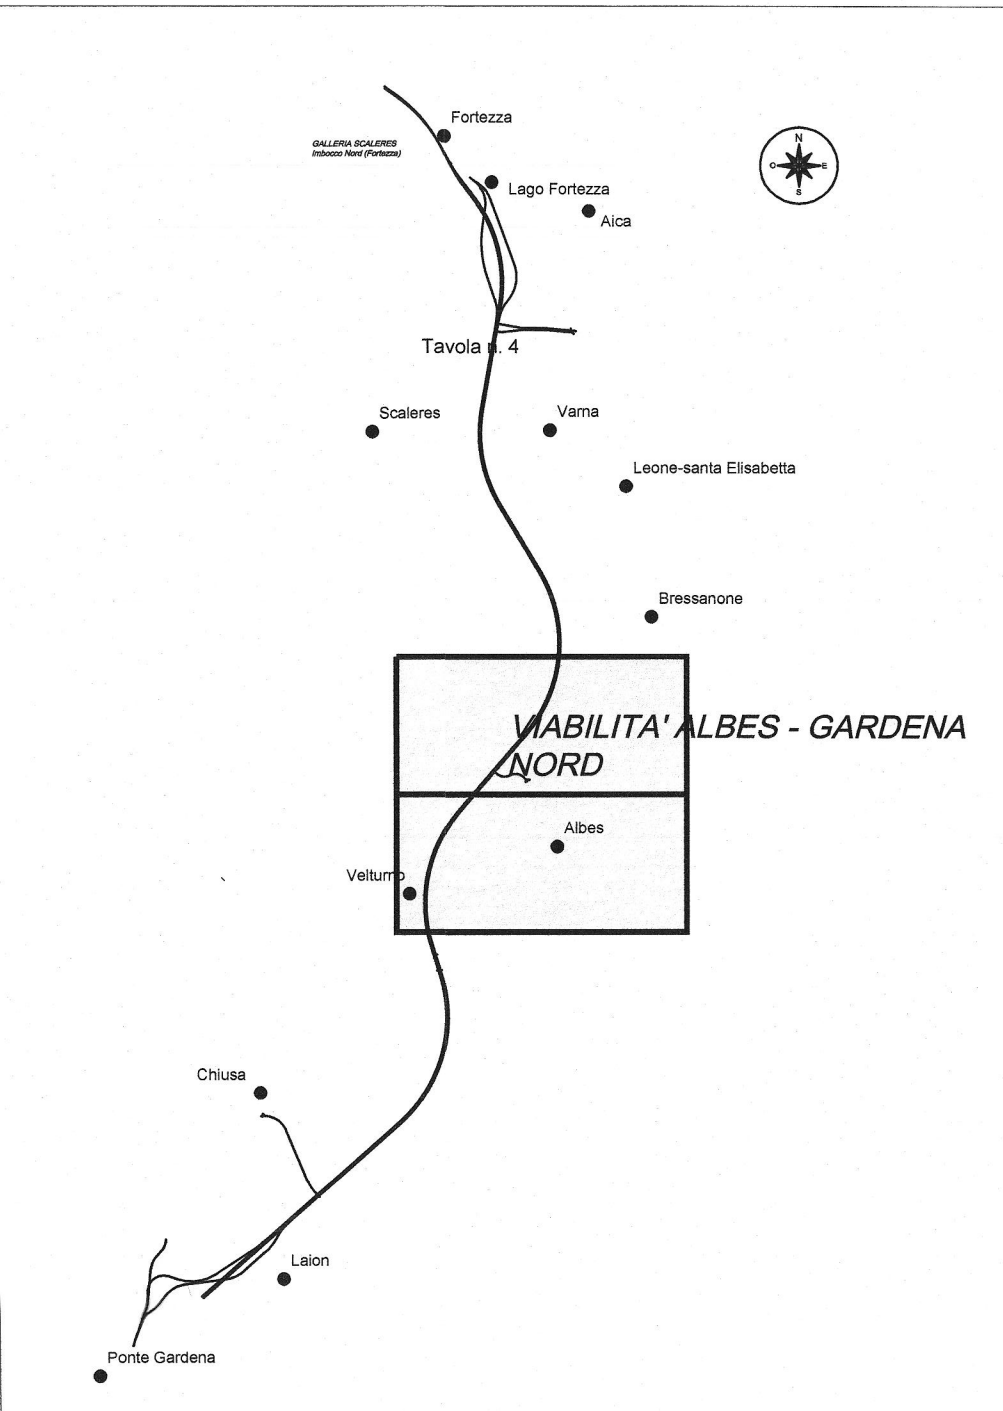 Fortezza
GALLERIA SCALERES
Imbocco Nord (Fortezza)
N
O
E
S
Lago Fortezza
Aica
Tavola n. 4
Scaleres
Varna
Leone-santa Elisabetta
Bressanone
VIABILITA' ALBES - GARDENA
NORD
Albes
Velturno
Chiusa
Laion
Ponte Gardena